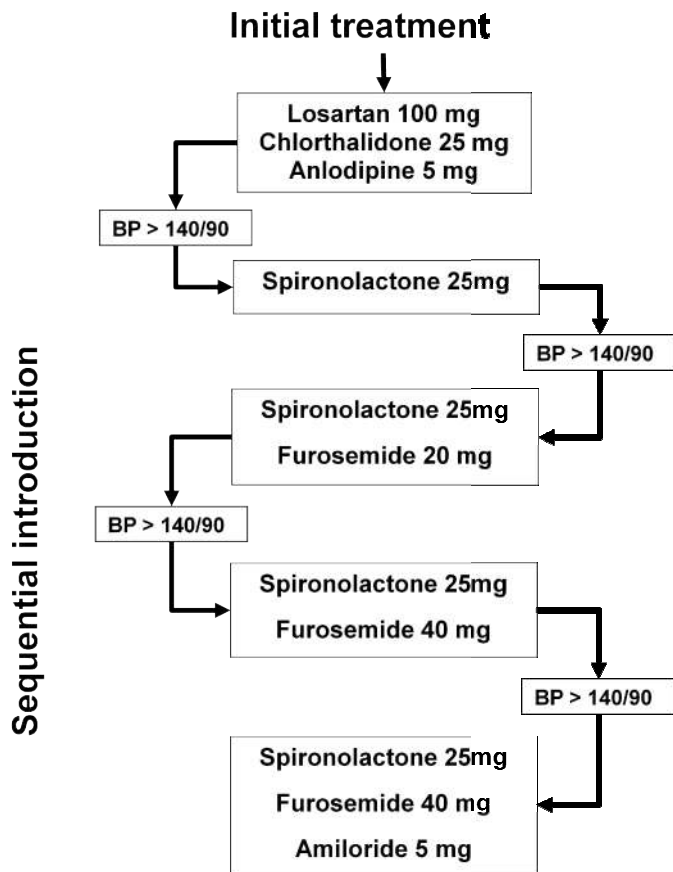 Initial treatment
Losartan 100 mg
Chlorthalidone 25 mg
Anlodipine 5 mg
BP > 140/90
Spironolactone 25mg
BP > 140/90
Spironolactone 25mg
Furosemide 20 mg
BP > 140/90
Spironolactone 25mg
Furosemide 40 mg
BP > 140/90
Spironolactone 25mg
Furosemide 40 mg
Amiloride 5 mg
Sequential introduction